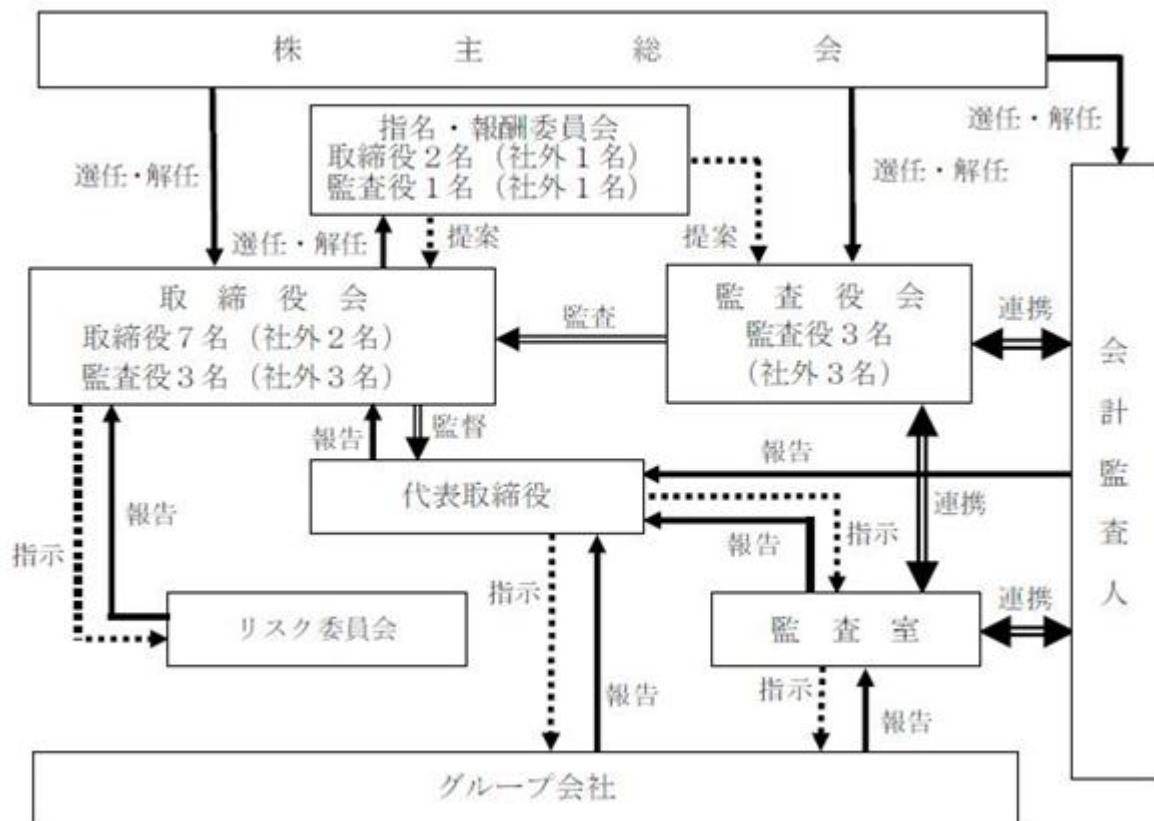 株主総会
選任・解任
指名・報酬委員会
取締役2名（社外1名）
監査役1名（社外1名）
選任・解任
選任・解任
選任・解任
提案
提案
取締役会
取締役7名（社外2名）
監査役3名（社外3名）
監査
監査役会
監査役3名
（社外3名）
連携
会計監査人
報告
監督
代表取締役
報告
連携
報告
指示
指示
報告
指示
リスク委員会
監査室
連携
報告
指示
報告
グループ会社